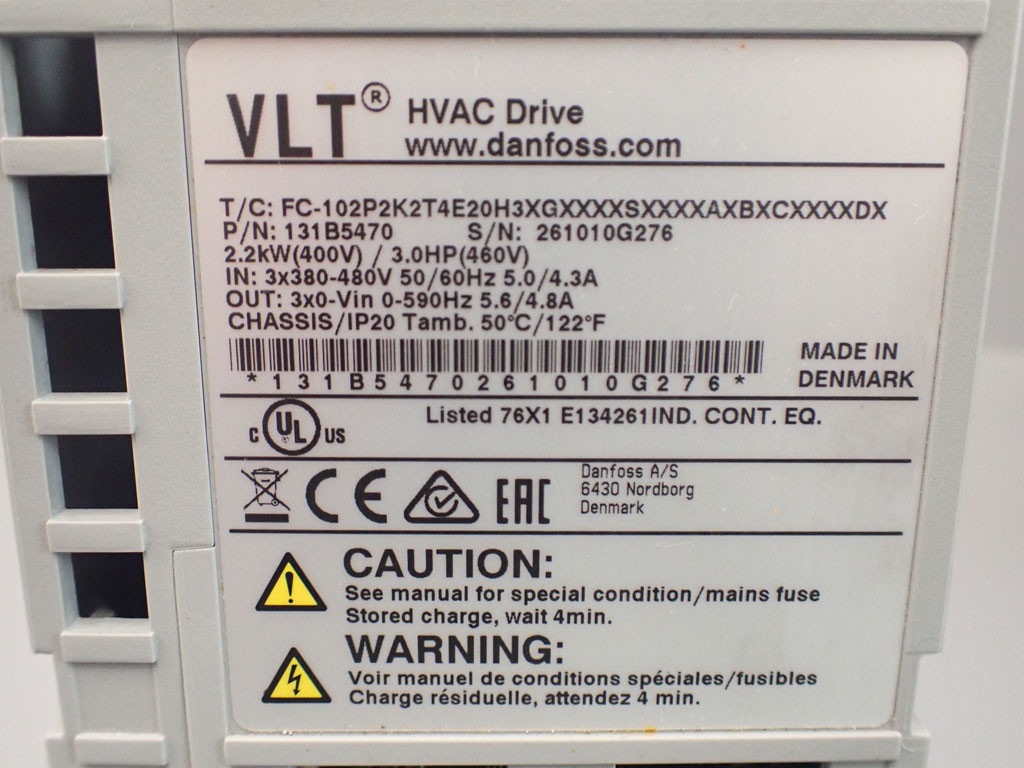 VLT® HVAC Drive
www.danfoss.com
T/C: FC-102P2K2T4E20H3XGXXXXSXXXXAXBXCXXXXDX
P/N: 131B5470 S/N: 261010G276
2.2kW(400V) / 3.0HP(460V)
IN: 3x380-480V 50/60Hz 5.0/4.3A
OUT: 3x0-Vin 0-590Hz 5.6/4.8A
CHASSIS/IP20 Tamb. 50°C/122°F
*131B5470261010G276*
MADE IN
DENMARK
c UL US
Listed 76X1 E134261IND. CONT. EQ.
CE EAC
Danfoss A/S
6430 Nordborg
Denmark
CAUTION:
See manual for special condition/mains fuse
Stored charge, wait 4min.
WARNING:
Voir manuel de conditions spéciales/fusibles
Charge résiduelle, attendez 4 min.